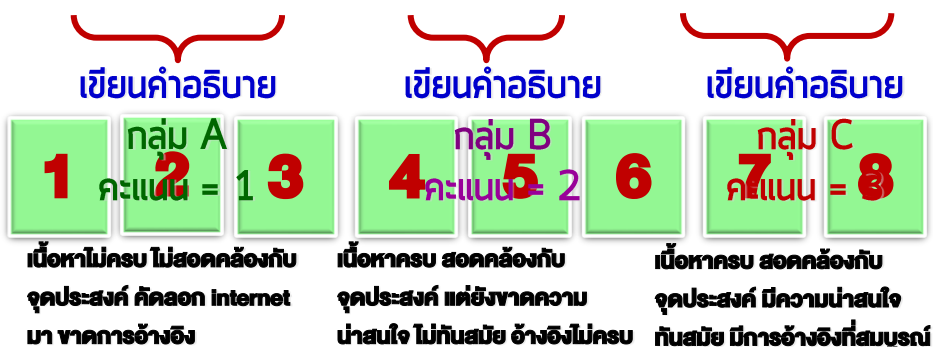 เขียนคำอธิบาย เขียนคำอธิบาย เขียนคำอธิบาย
กลุ่ม A กลุ่ม B กลุ่ม C
1 2 3 4 5 6 7 8
คะแนน = 1 คะแนน = 2 คะแนน = 3
เนื้อหาไม่ครบ ไม่สอดคล้องกับ
จุดประสงค์ คัดลอก internet
มา ขาดการอ้างอิง
เนื้อหาครบ สอดคล้องกับ
จุดประสงค์ แต่ยังขาดความ
น่าสนใจ ไม่ทันสมัย อ้างอิงไม่ครบ
เนื้อหาครบ สอดคล้องกับ
จุดประสงค์ มีความน่าสนใจ
ทันสมัย มีการอ้างอิงที่สมบูรณ์